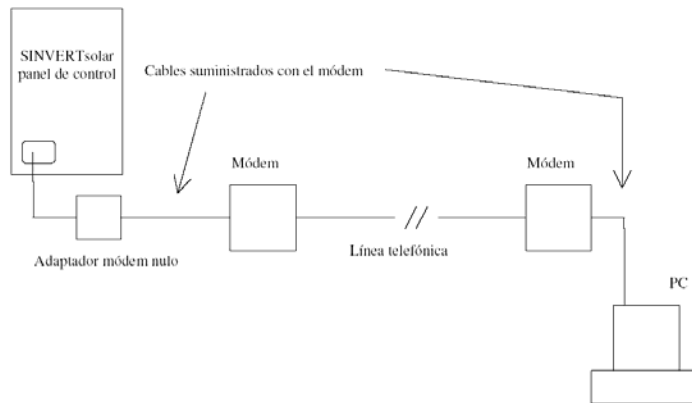 SINVERTsolar
panel de control
Cables suministrados con el módem
Módem
Módem
Adaptador módem nulo
Línea telefónica
PC